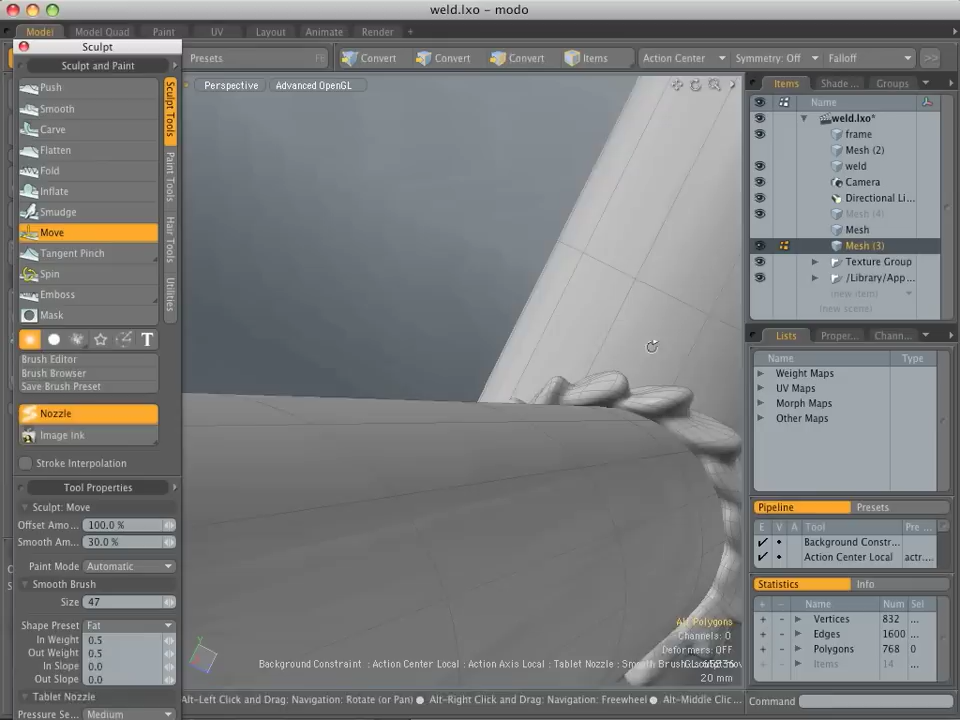 weld.lxo - modo
Model
Model Quad
Paint
UV
Layout
Animate
Render
+
Sculpt
Sculpt and Paint
Push
Smooth
Carve
Flatten
Fold
Inflate
Smudge
Move
Tangent Pinch
Spin
Emboss
Mask
Sculpt Tools
Paint Tools
Hair Tools
Utilities
T
Brush Editor
Brush Browser
Save Brush Preset
Nozzle
Image Ink
Stroke Interpolation
Tool Properties
Sculpt: Move
Offset Amo... 100.0 %
Smooth Am... 30.0 %
Paint Mode Automatic
Smooth Brush
Size 47
Shape Preset Fat
In Weight 0.5
Out Weight 0.5
In Slope 0.0
Out Slope 0.0
Tablet Nozzle
Pressure Se... Medium
Presets
Convert
Convert
Convert
Items
Action Center
Symmetry: Off
Falloff
>>
Perspective
Advanced OpenGL
All Polygons
Channels: 0
Deformers: OFF
Background Constraint : Action Center Local : Action Axis Local : Tablet Nozzle : Smooth Brush
20 mm
Alt-Left Click and Drag: Navigation: Rotate (or Pan) ● Alt-Right Click and Drag: Navigation: Freewheel ● Alt-Middle Clic...
Items
Shade...
Groups
Name
weld.lxo*
frame
Mesh (2)
weld
Camera
Directional Li...
Mesh (4)
Mesh
Mesh (3)
Texture Group
/Library/App...
(new item)
(new scene)
Lists
Proper...
Chann...
Name Type
Weight Maps
UV Maps
Morph Maps
Other Maps
Pipeline
Presets
E V A Tool Pre...
Background Constr...
Action Center Local actr...
Statistics
Info
Name Num Sel
+ - Vertices 832 ...
+ - Edges 1600 ...
+ - Polygons 768 0
+ - Items 14 ...
Command